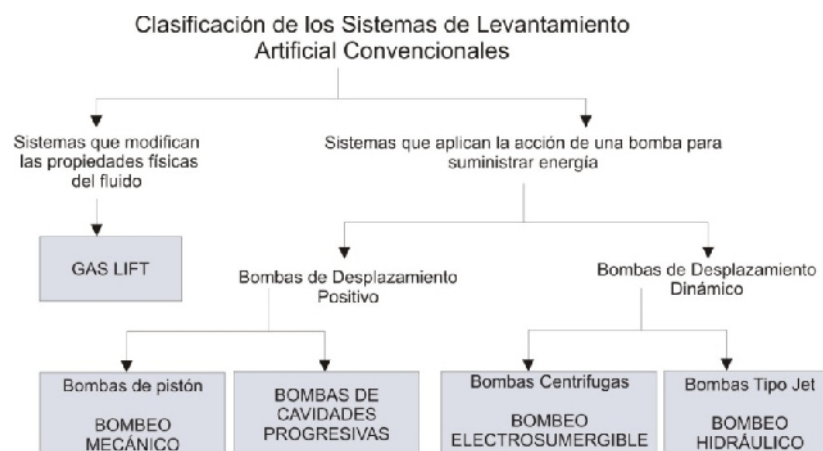 Clasificación de los Sistemas de Levantamiento
Artificial Convencionales
Sistemas que modifican
las propiedades físicas
del fluido
Sistemas que aplican la acción de una bomba para
suministrar energía
GAS LIFT
Bombas de Desplazamiento
Positivo
Bombas de Desplazamiento
Dinámico
Bombas de pistón
BOMBEO
MECÁNICO
BOMBAS DE
CAVIDADES
PROGRESIVAS
Bombas Centrifugas
BOMBEO
ELECTROSUMERGIBLE
Bombas Tipo Jet
BOMBEO
HIDRÁULICO